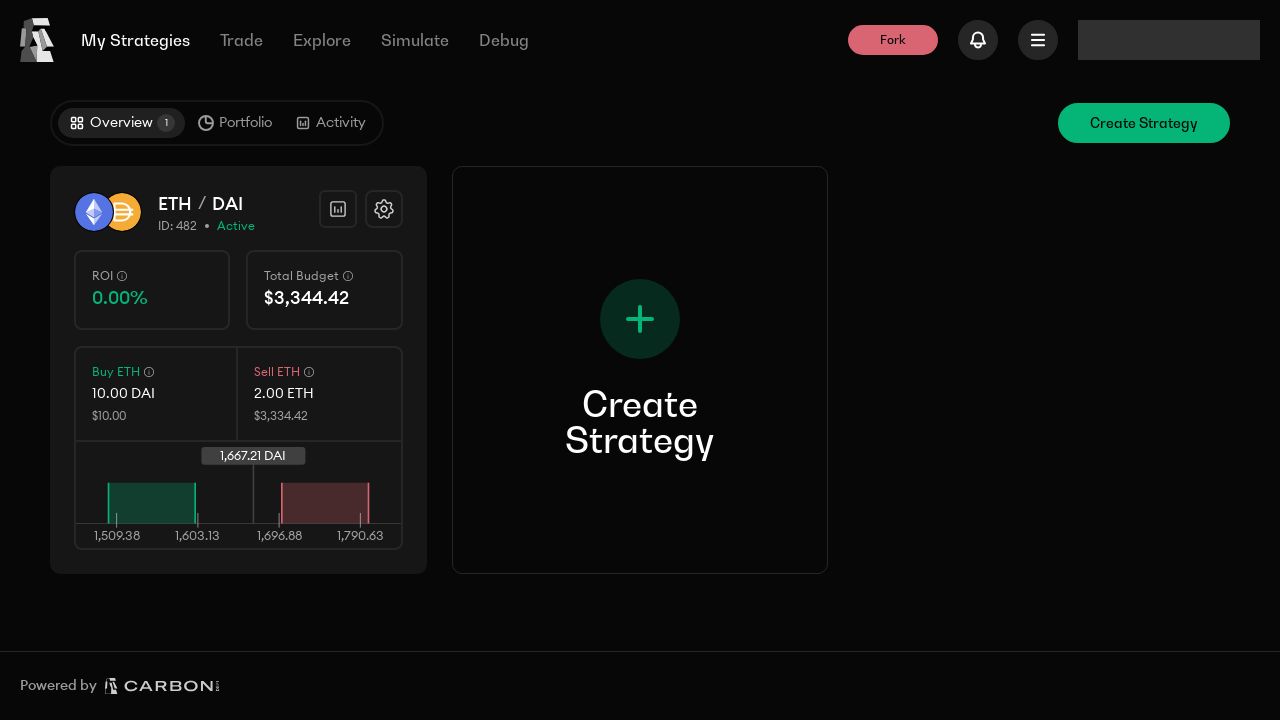 My Strategies
Trade
Explore
Simulate
Debug
Fork
Overview 1
Portfolio
Activity
Create Strategy
ETH / DAI
ID: 482 • Active
ROI
0.00%
Total Budget
$3,344.42
Buy ETH
10.00 DAI
$10.00
Sell ETH
2.00 ETH
$3,334.42
1,667.21 DAI
1,509.38
1,603.13
1,696.88
1,790.63
Create
Strategy
Powered by CARBON